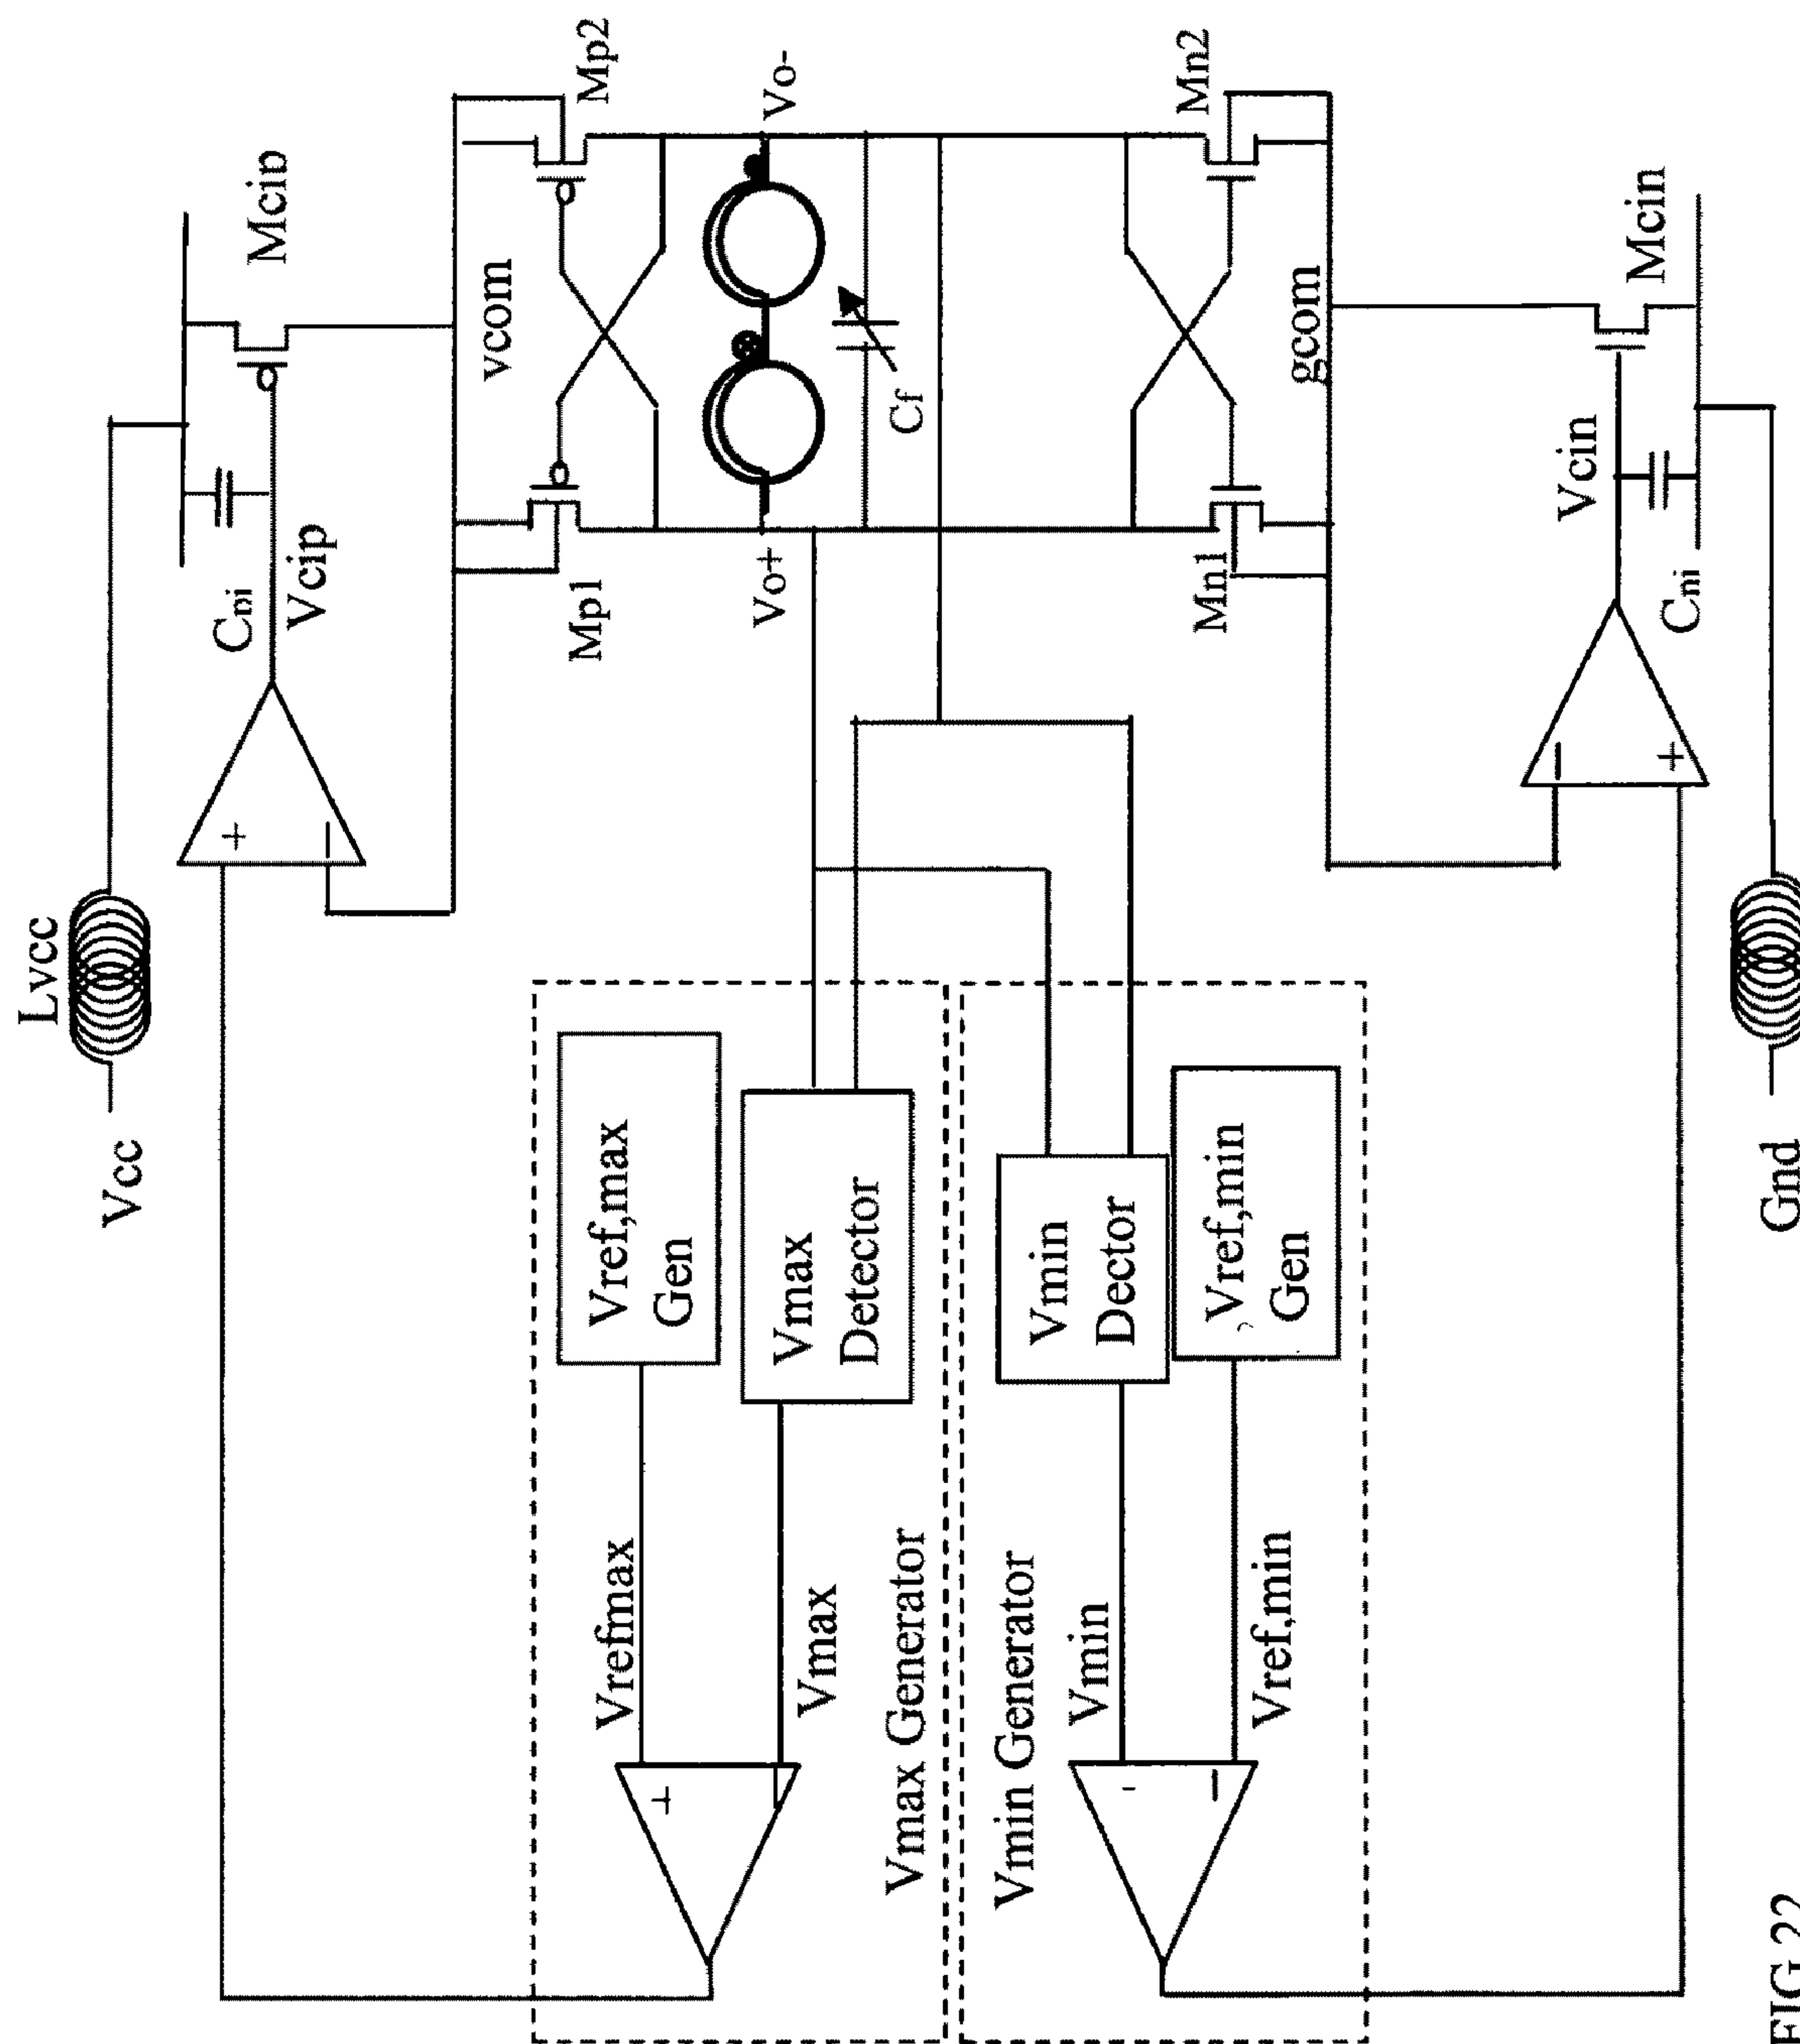 Lvcc
Vcc
Mcip
Cni
Vcip
vcom
Mp2
Mp1
Vref,max
Gen
Vrefmax
Vo-
Vo+
Vmax
Detector
Vmax
Cf
Vmax Generator
Vmin Generator
Vmin
Dector
Vmin
Mn2
Mn1
Vref,min
Gen
Vref,min
gcom
Vcin
Mcin
Cni
Gnd
FIG 22